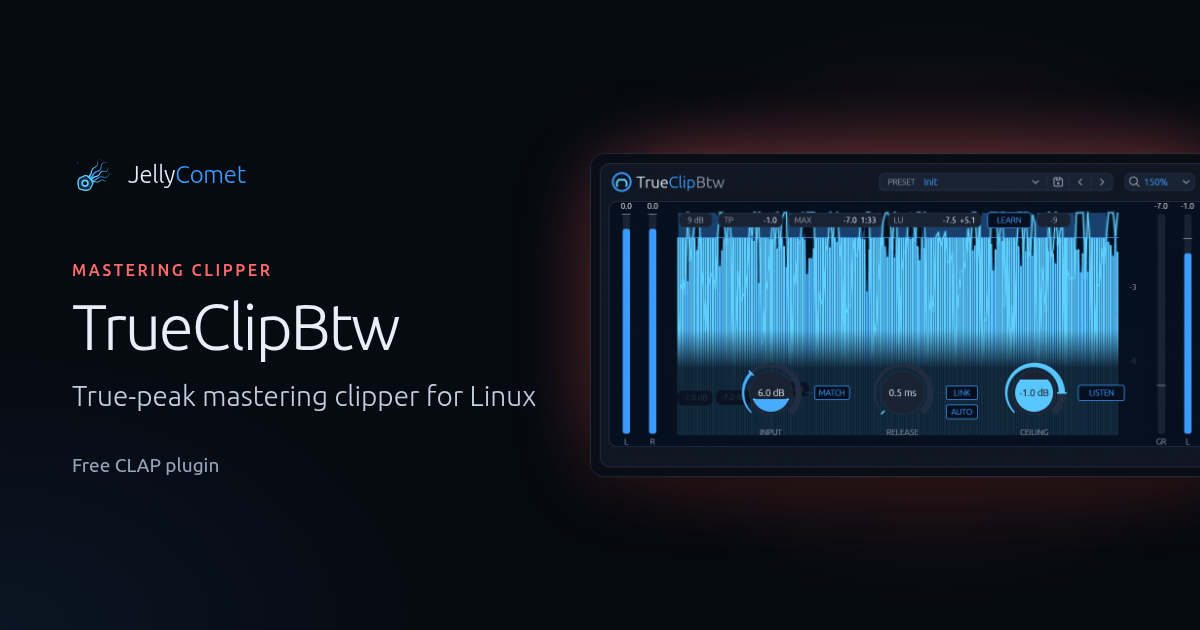 JellyComet
MASTERING CLIPPER
TrueClipBtw
True-peak mastering clipper for Linux
Free CLAP plugin
TrueClipBtw
PRESET Init
150%
0.0 0.0
-7.0 -1.0
9 dB TP -1.0 MAX -7.0 1:33 LU -7.5 +5.1 LEARN -9
-3
-6
-7.0 dB
6.0 dB MATCH
0.5 ms LINK
AUTO
-1.0 dB LISTEN
INPUT RELEASE CEILING
L R GR L